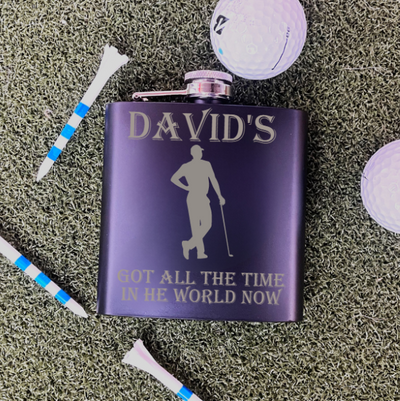 DAVID'S
GOT ALL THE TIME
IN HE WORLD NOW